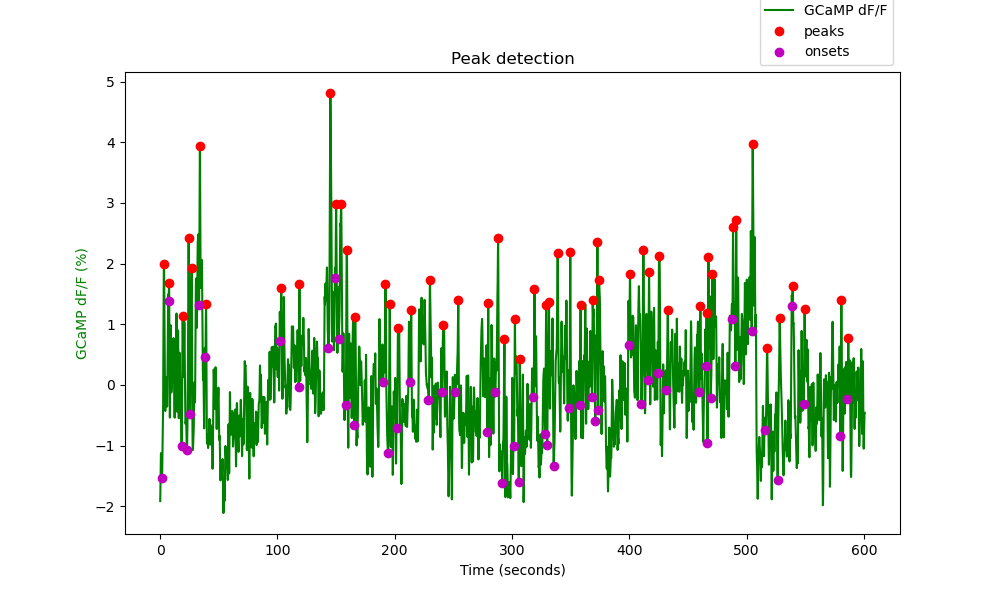 GCaMP dF/F
peaks
onsets
Peak detection
GCaMP dF/F (%)
5
4
3
2
1
0
−1
−2
0 100 200 300 400 500 600
Time (seconds)